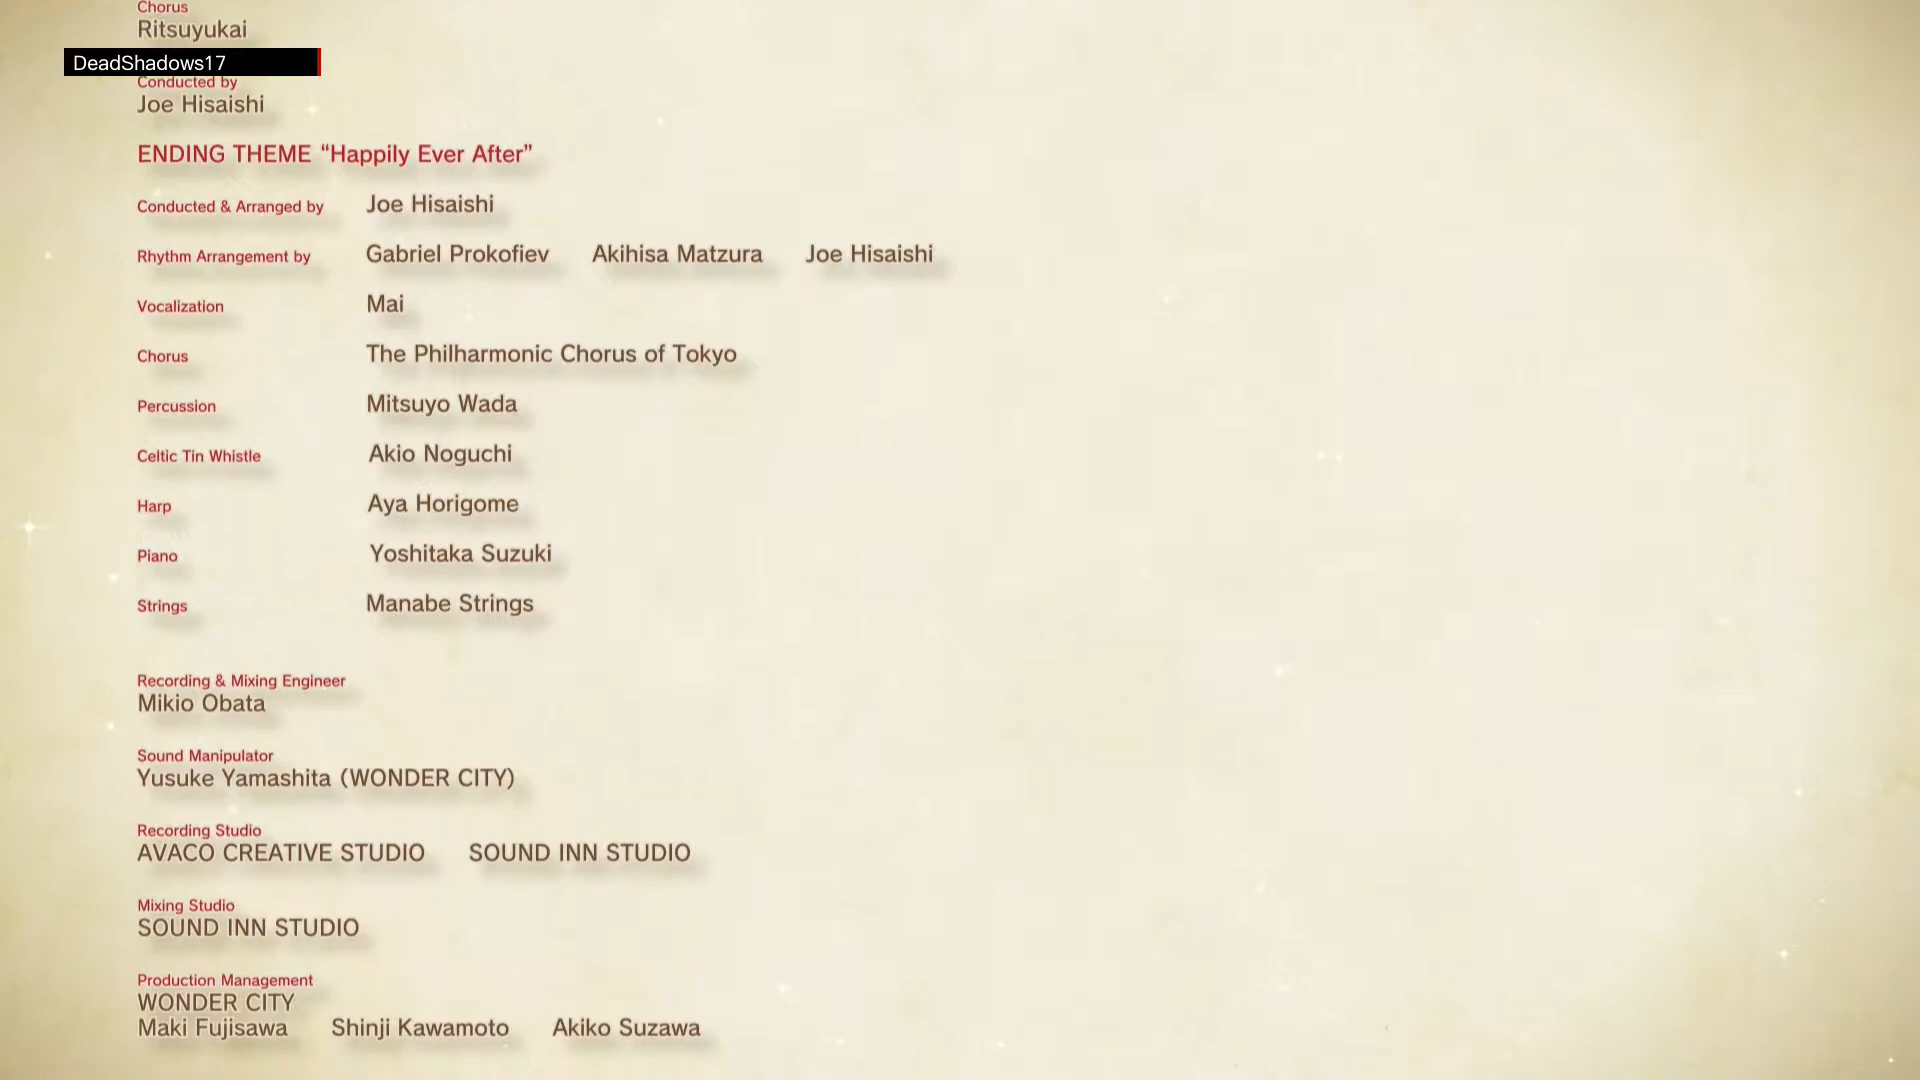 Chorus
Ritsuyukai
DeadShadows17
Conducted by
Joe Hisaishi
ENDING THEME “Happily Ever After”
Conducted & Arranged by Joe Hisaishi
Rhythm Arrangement by Gabriel Prokofiev Akihisa Matzura Joe Hisaishi
Vocalization Mai
Chorus The Philharmonic Chorus of Tokyo
Percussion Mitsuyo Wada
Celtic Tin Whistle Akio Noguchi
Harp Aya Horigome
Piano Yoshitaka Suzuki
Strings Manabe Strings
Recording & Mixing Engineer
Mikio Obata
Sound Manipulator
Yusuke Yamashita (WONDER CITY)
Recording Studio
AVACO CREATIVE STUDIO SOUND INN STUDIO
Mixing Studio
SOUND INN STUDIO
Production Management
WONDER CITY
Maki Fujisawa Shinji Kawamoto Akiko Suzawa